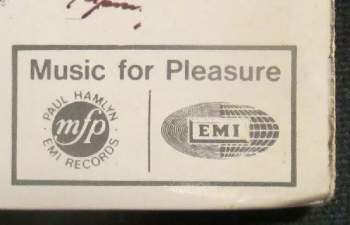 Music for Pleasure
PAUL HAMLYN
mfp
EMI RECORDS
EMI